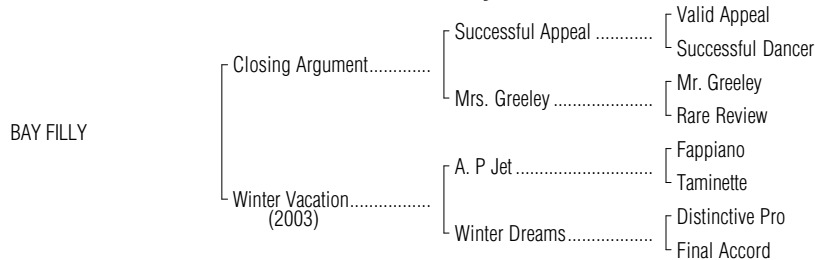 Valid Appeal
Successful Appeal ............
Successful Dancer
Closing Argument.............
Mr. Greeley
Mrs. Greeley .....................
Rare Review
BAY FILLY
Fappiano
A. P Jet .............................
Taminette
Winter Vacation.................
(2003)
Distinctive Pro
Winter Dreams..................
Final Accord